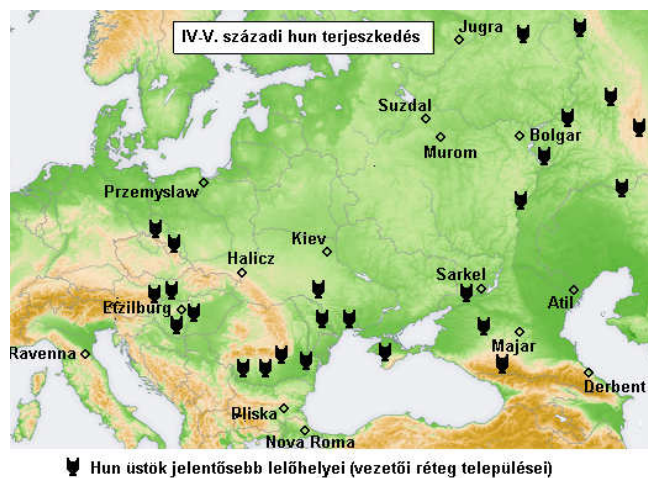 IV-V. századi hun terjeszkedés
Jugra
Suzdal
Murom
Bolgar
Przemyslaw
Kiev
Halicz
Sarkel
Atil
Etzilburg
Ravenna
Majar
Derbent
Pliska
Nova Roma
Hun üstök jelentősebb lelőhelyei (vezetői réteg települései)